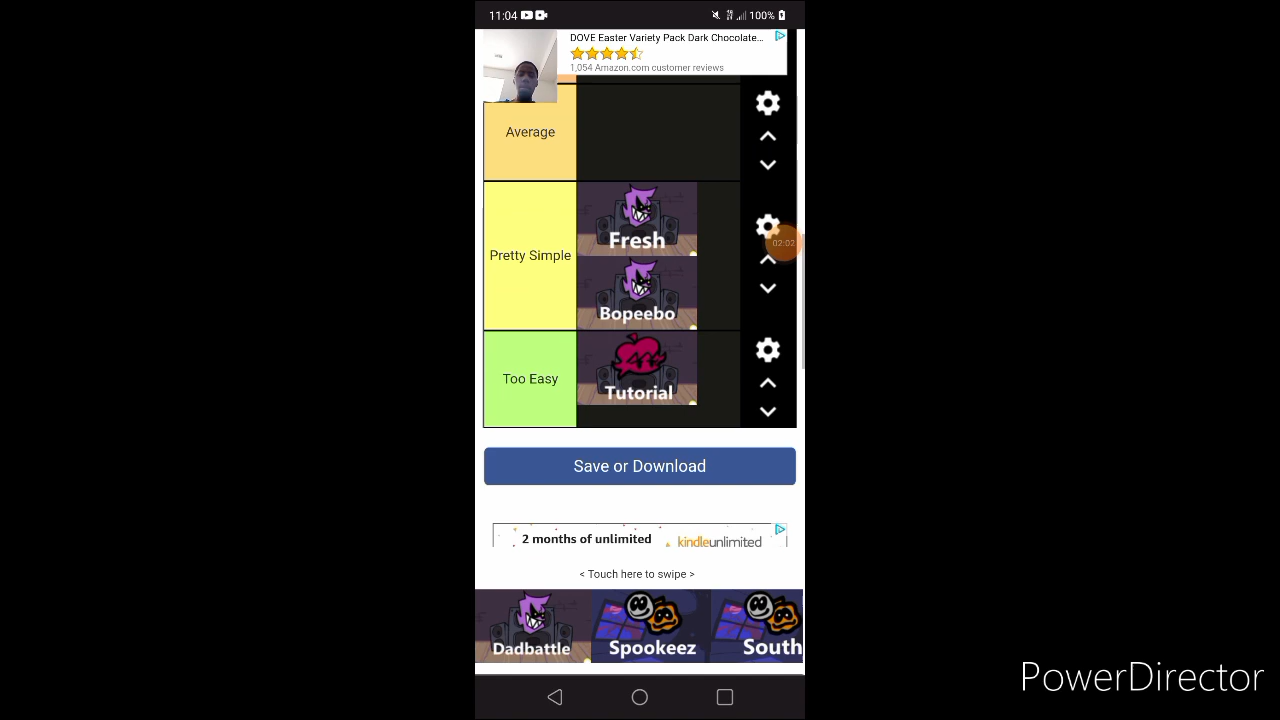 11:04
100%
DOVE Easter Variety Pack Dark Chocolate...
1,054 Amazon.com customer reviews
Average
Pretty Simple
Fresh
02:02
Bopeebo
Too Easy
Tutorial
Save or Download
2 months of unlimited
kindleunlimited
< Touch here to swipe >
Dadbattle
Spookeez
South
PowerDirector